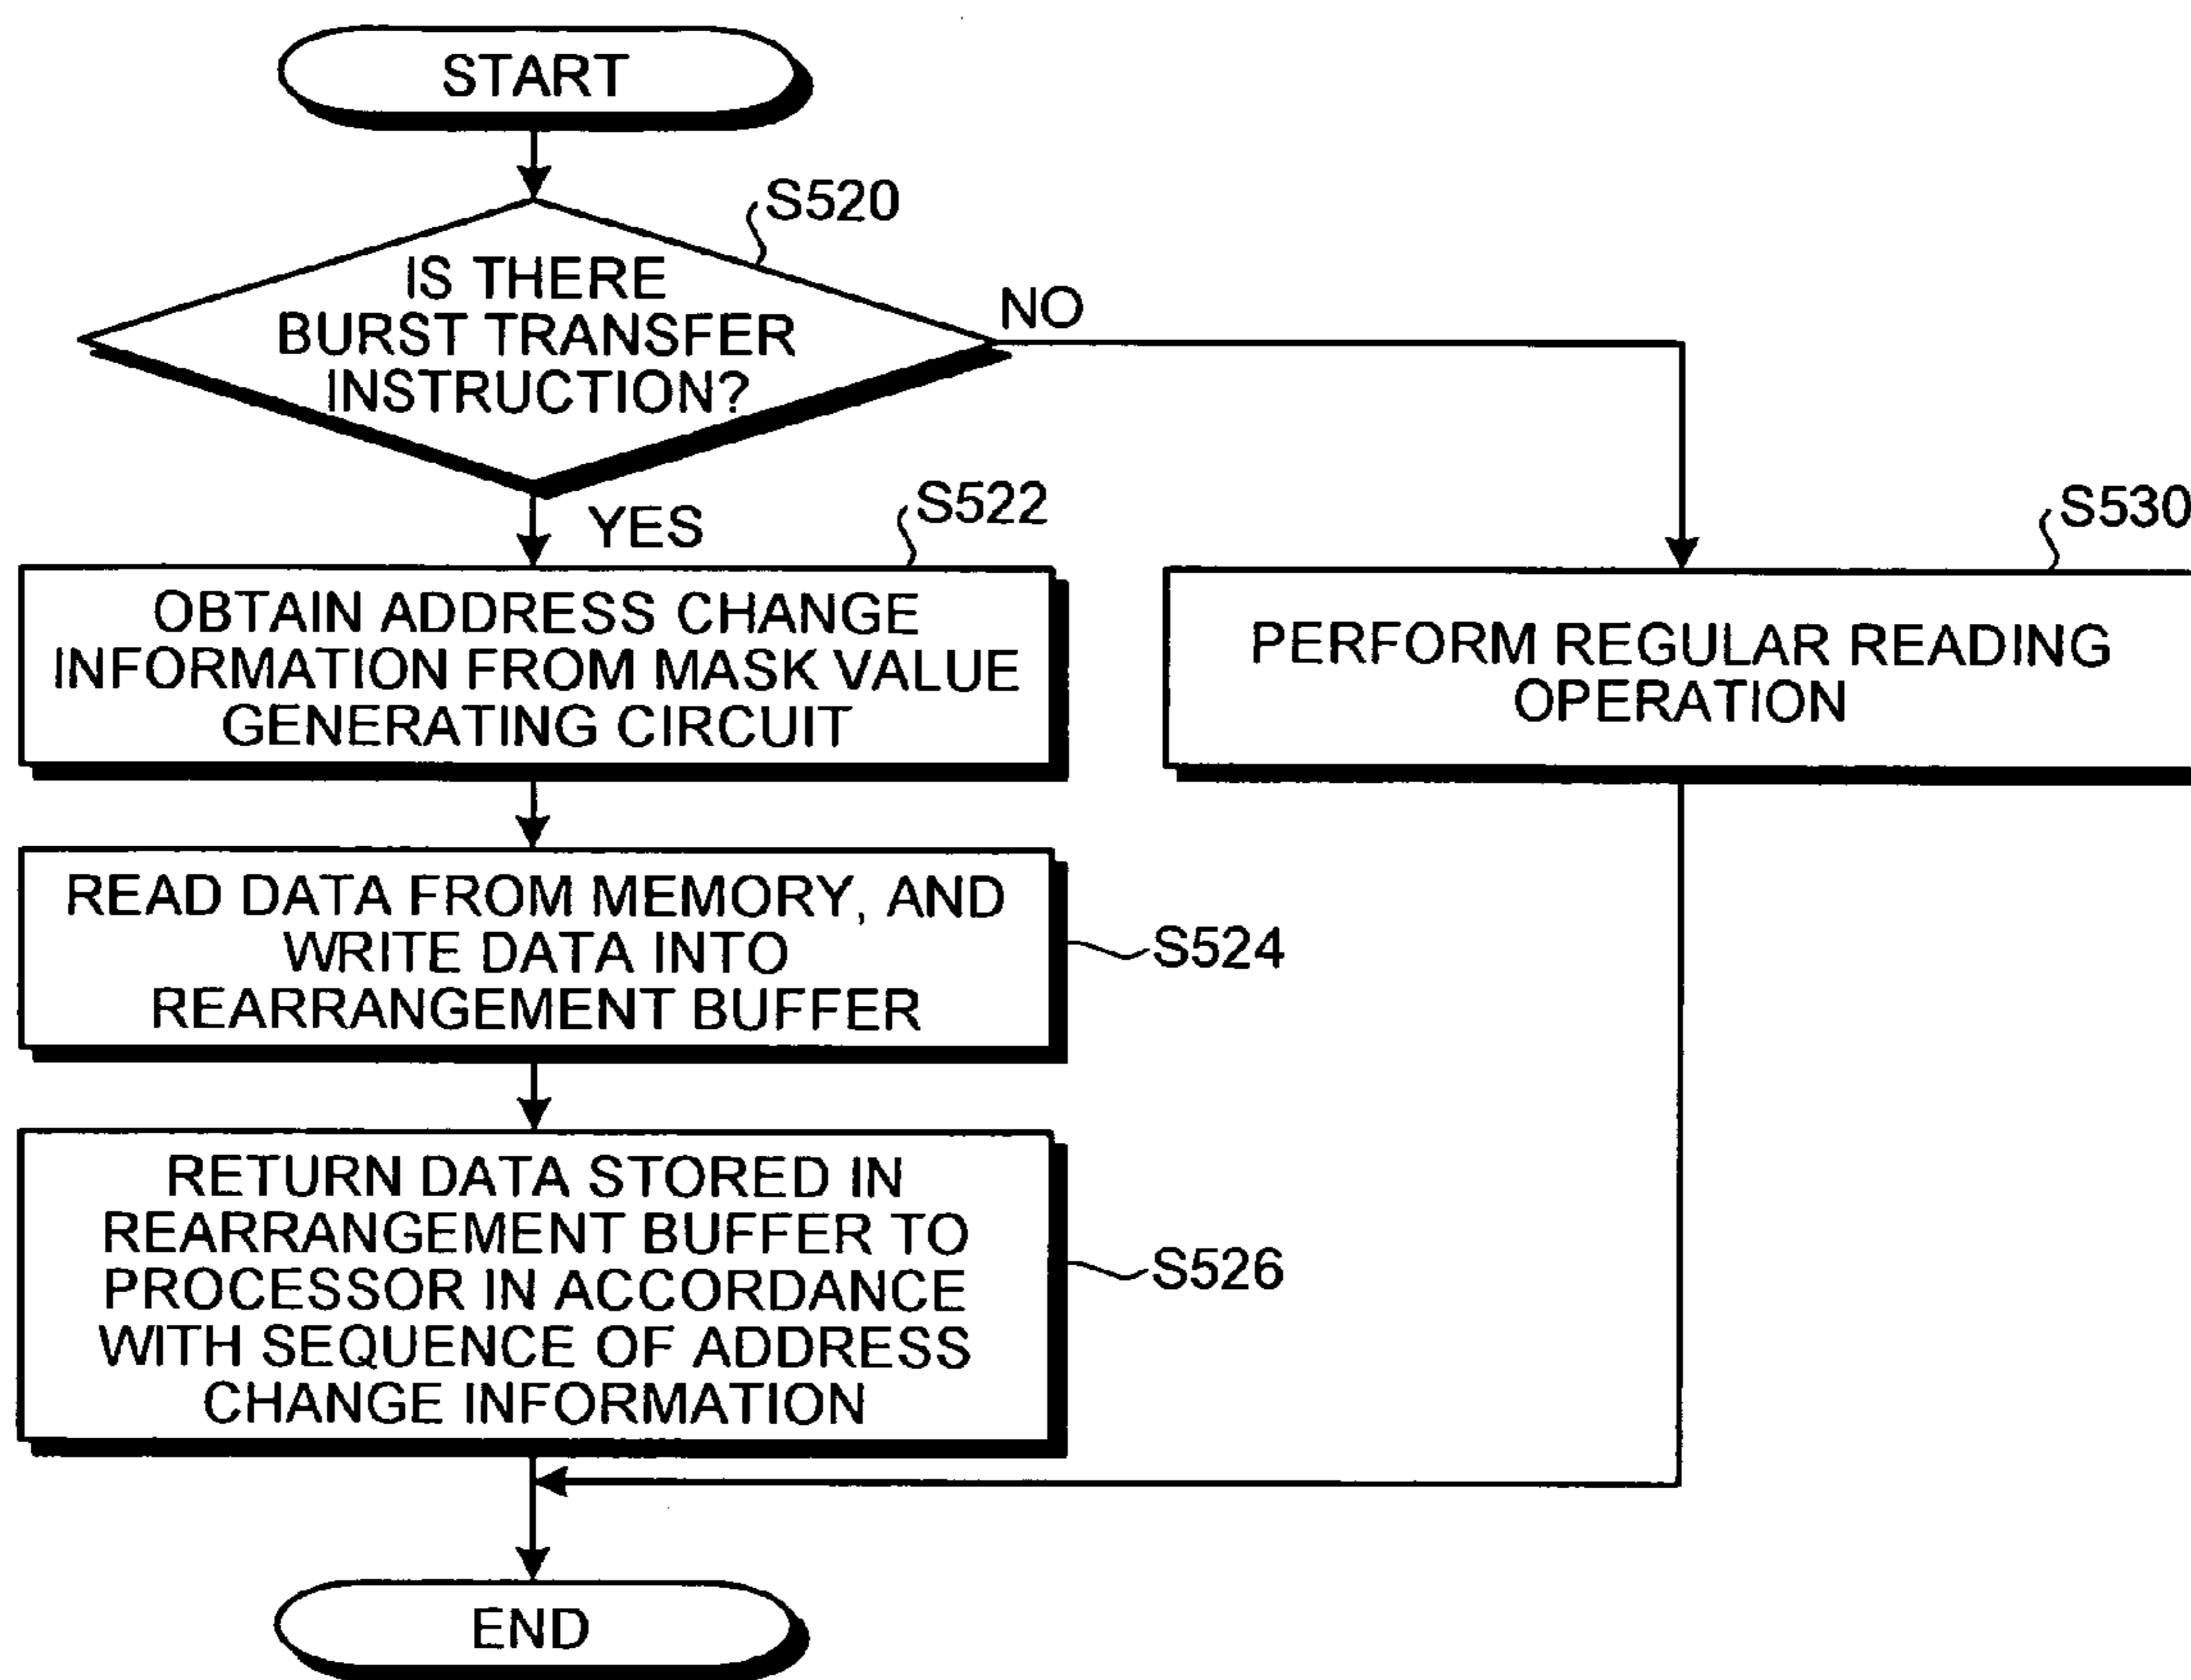 START
S520
IS THERE
BURST TRANSFER
INSTRUCTION?
NO
YES
S522
OBTAIN ADDRESS CHANGE
INFORMATION FROM MASK VALUE
GENERATING CIRCUIT
S530
PERFORM REGULAR READING
OPERATION
READ DATA FROM MEMORY, AND
WRITE DATA INTO
REARRANGEMENT BUFFER
S524
RETURN DATA STORED IN
REARRANGEMENT BUFFER TO
PROCESSOR IN ACCORDANCE
WITH SEQUENCE OF ADDRESS
CHANGE INFORMATION
S526
END